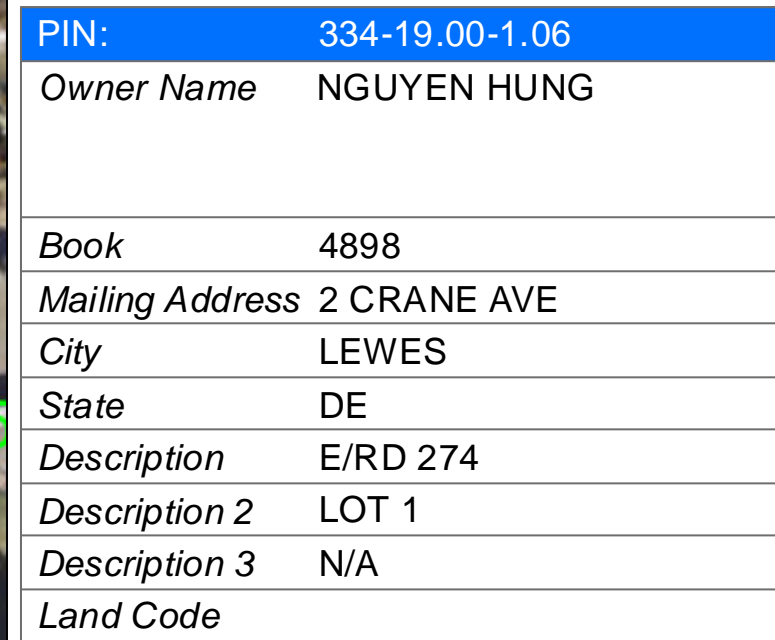 PIN: 334-19.00-1.06
Owner Name NGUYEN HUNG
Book 4898
Mailing Address 2 CRANE AVE
City LEWES
State DE
Description E/RD 274
Description 2 LOT 1
Description 3 N/A
Land Code